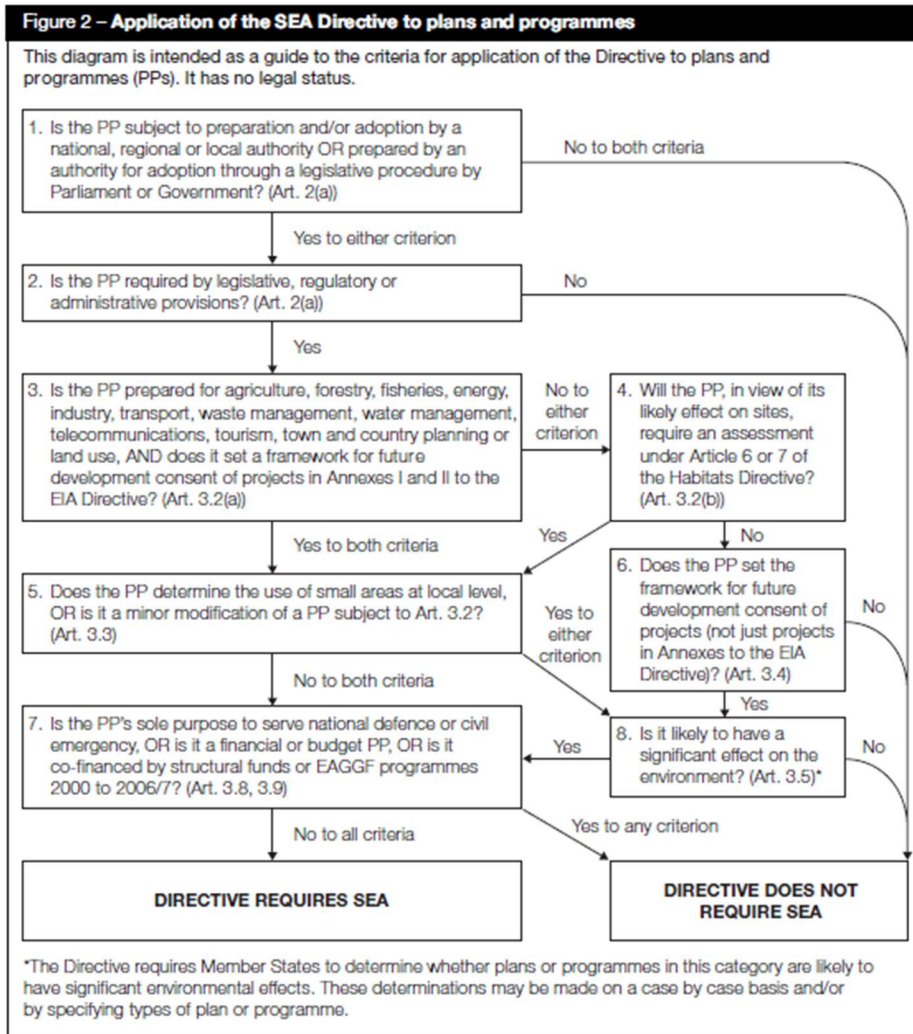 Figure 2 – Application of the SEA Directive to plans and programmes
This diagram is intended as a guide to the criteria for application of the Directive to plans and
programmes (PPs). It has no legal status.
1. Is the PP subject to preparation and/or adoption by a
national, regional or local authority OR prepared by an
authority for adoption through a legislative procedure by
Parliament or Government? (Art. 2(a))
No to both criteria
Yes to either criterion
2. Is the PP required by legislative, regulatory or
administrative provisions? (Art. 2(a))
No
Yes
3. Is the PP prepared for agriculture, forestry, fisheries, energy,
industry, transport, waste management, water management,
telecommunications, tourism, town and country planning or
land use, AND does it set a framework for future
development consent of projects in Annexes I and II to the
EIA Directive? (Art. 3.2(a))
No to
either
criterion
4. Will the PP, in view of its
likely effect on sites,
require an assessment
under Article 6 or 7 of
the Habitats Directive?
(Art. 3.2(b))
Yes to both criteria
Yes
No
5. Does the PP determine the use of small areas at local level,
OR is it a minor modification of a PP subject to Art. 3.2?
(Art. 3.3)
Yes to
either
criterion
6. Does the PP set the
framework for future
development consent of
projects (not just projects
in Annexes to the EIA
Directive)? (Art. 3.4)
No
No to both criteria
Yes
7. Is the PP's sole purpose to serve national defence or civil
emergency, OR is it a financial or budget PP, OR is it
co-financed by structural funds or EAGGF programmes
2000 to 2006/7? (Art. 3.8, 3.9)
Yes
8. Is it likely to have a
significant effect on the
environment? (Art. 3.5)*
No
No to all criteria
Yes to any criterion
DIRECTIVE REQUIRES SEA
DIRECTIVE DOES NOT
REQUIRE SEA
*The Directive requires Member States to determine whether plans or programmes in this category are likely to
have significant environmental effects. These determinations may be made on a case by case basis and/or
by specifying types of plan or programme.